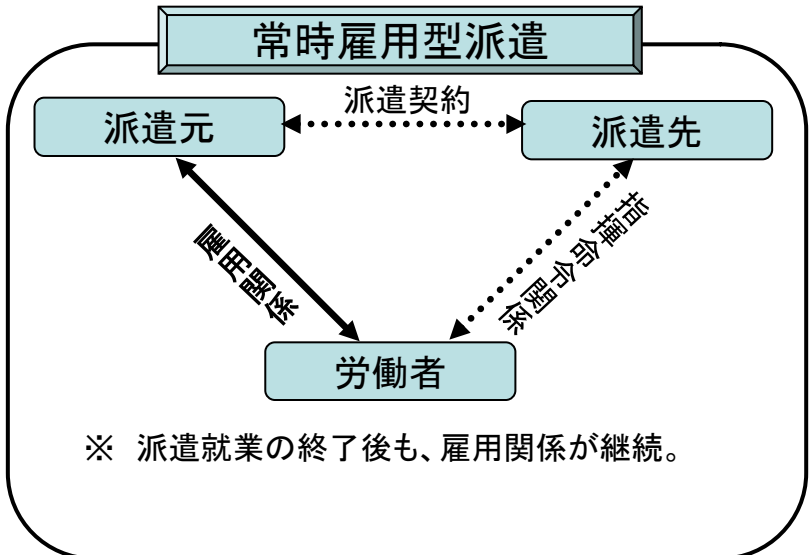 常時雇用型派遣
派遣契約
派遣元
派遣先
雇用関係
指揮命令関係
労働者
※ 派遣就業の終了後も、雇用関係が継続。